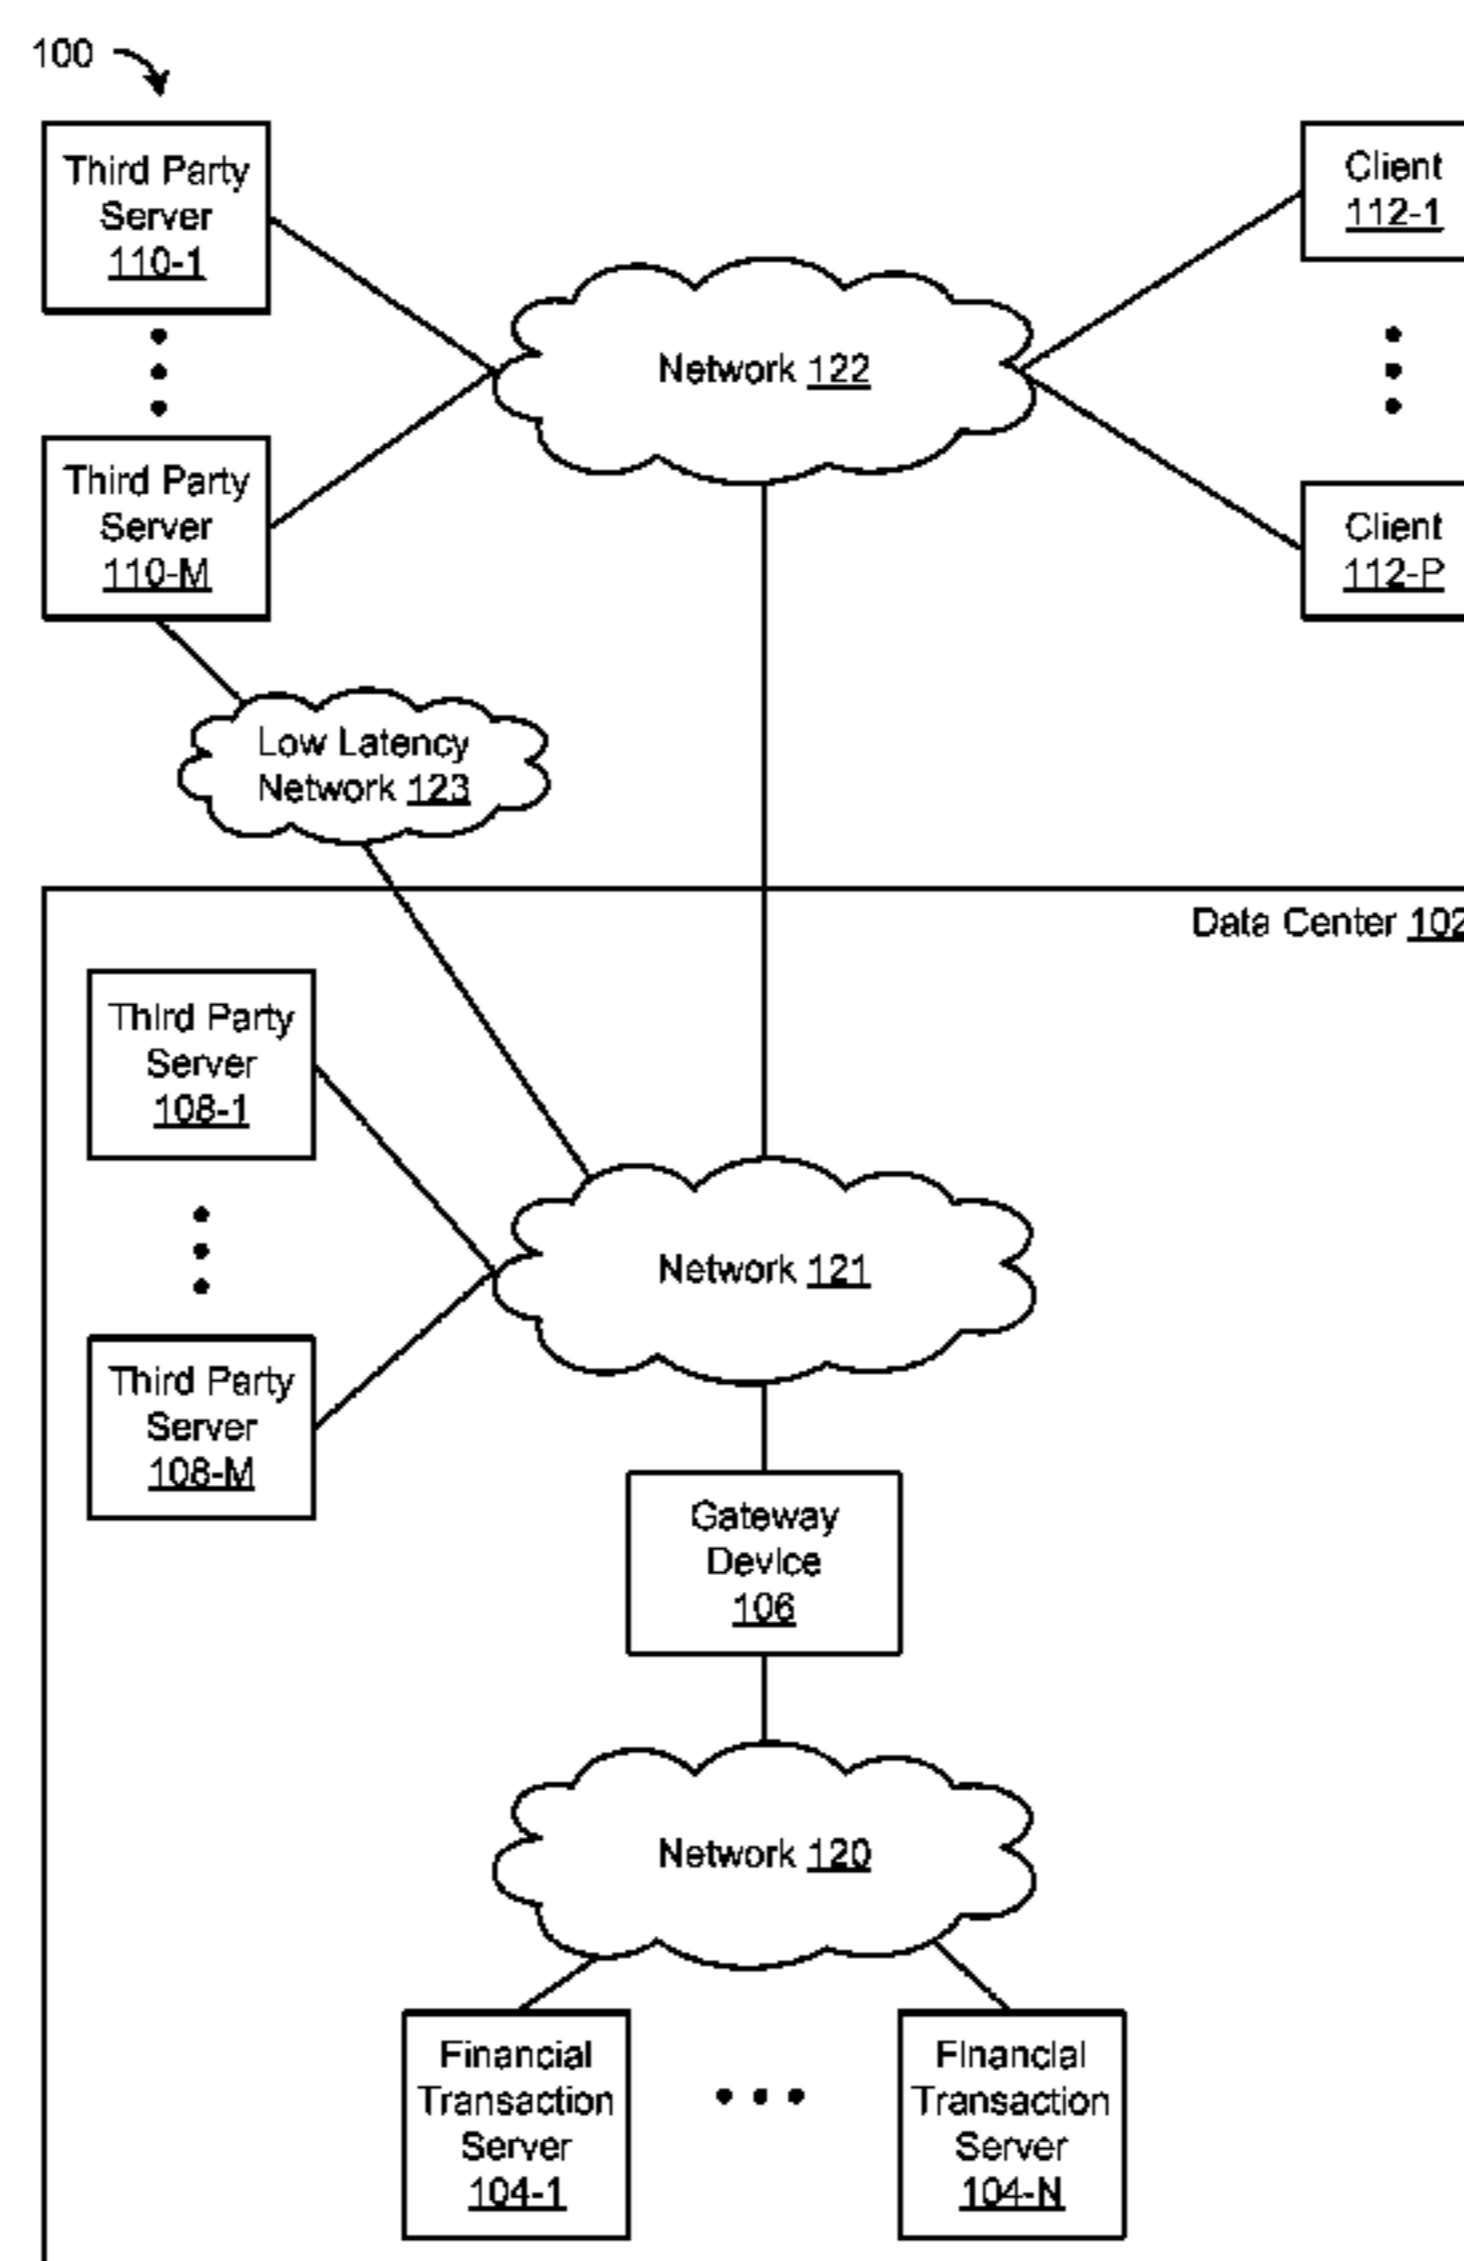 100
Third Party
Server
110-1
Client
112-1
Network 122
Third Party
Server
110-M
Client
112-P
Low Latency
Network 123
Data Center 102
Third Party
Server
108-1
Network 121
Third Party
Server
108-M
Gateway
Device
106
Network 120
Financial
Transaction
Server
104-1
Financial
Transaction
Server
104-N